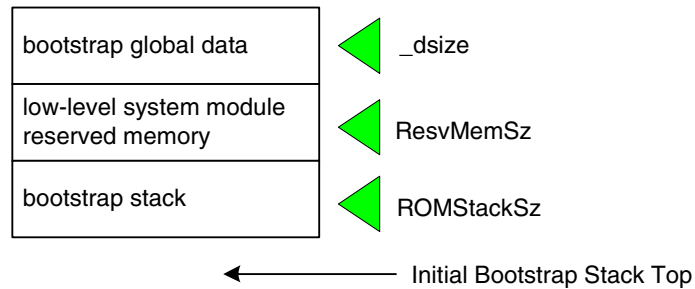 bootstrap global data
_dsize
low-level system module
reserved memory
ResvMemSz
bootstrap stack
ROMStackSz
Initial Bootstrap Stack Top